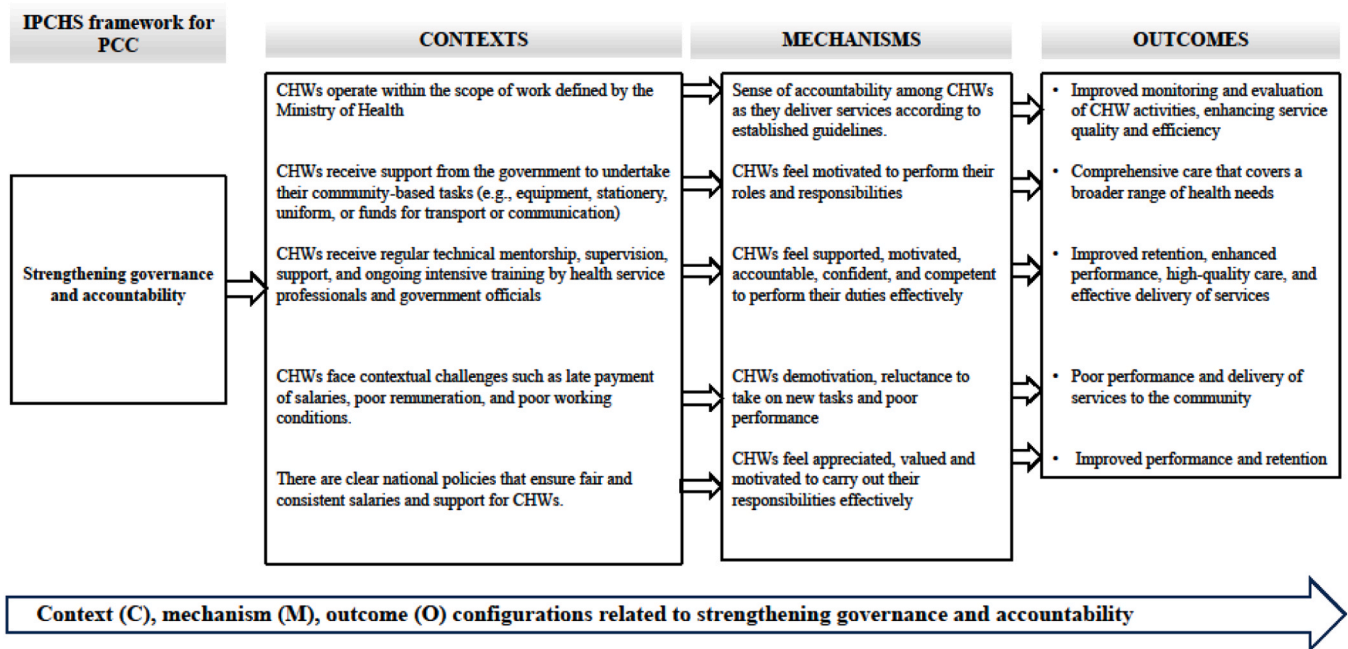 IPCHS framework for
PCC
CONTEXTS
MECHANISMS
OUTCOMES
Strengthening governance
and accountability
CHWs operate within the scope of work defined by the
Ministry of Health
CHWs receive support from the government to undertake
their community-based tasks (e.g., equipment, stationery,
uniform, or funds for transport or communication)
CHWs receive regular technical mentorship, supervision,
support, and ongoing intensive training by health service
professionals and government officials
CHWs face contextual challenges such as late payment
of salaries, poor remuneration, and poor working
conditions.
There are clear national policies that ensure fair and
consistent salaries and support for CHWs.
Sense of accountability among CHWs
as they deliver services according to
established guidelines.
CHWs feel motivated to perform their
roles and responsibilities
CHWs feel supported, motivated,
accountable, confident, and competent
to perform their duties effectively
CHWs demotivation, reluctance to
take on new tasks and poor
performance
CHWs feel appreciated, valued and
motivated to carry out their
responsibilities effectively
• Improved monitoring and evaluation
of CHW activities, enhancing service
quality and efficiency
• Comprehensive care that covers a
broader range of health needs
• Improved retention, enhanced
performance, high-quality care, and
effective delivery of services
• Poor performance and delivery of
services to the community
• Improved performance and retention
Context (C), mechanism (M), outcome (O) configurations related to strengthening governance and accountability